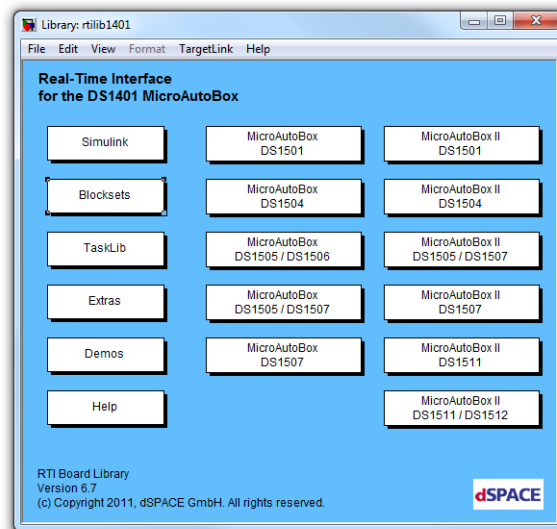 Library: rtilib1401
File Edit View Format TargetLink Help
Real-Time Interface
for the DS1401 MicroAutoBox
Simulink
MicroAutoBox
DS1501
MicroAutoBox II
DS1501
Blocksets
MicroAutoBox
DS1504
MicroAutoBox II
DS1504
TaskLib
MicroAutoBox
DS1505 / DS1506
MicroAutoBox II
DS1505 / DS1507
Extras
MicroAutoBox
DS1505 / DS1507
MicroAutoBox II
DS1507
Demos
MicroAutoBox
DS1507
MicroAutoBox II
DS1511
Help
MicroAutoBox II
DS1511 / DS1512
RTI Board Library
Version 6.7
(c) Copyright 2011, dSPACE GmbH. All rights reserved.
dSPACE